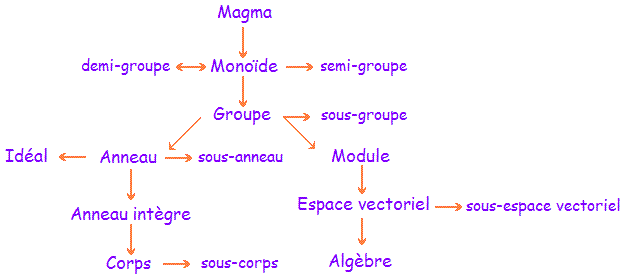 Magma
demi-groupe Monoïde semi-groupe
Groupe sous-groupe
Idéal Anneau sous-anneau Module
Espace vectoriel sous-espace vectoriel
Anneau intègre
Corps sous-corps Algèbre